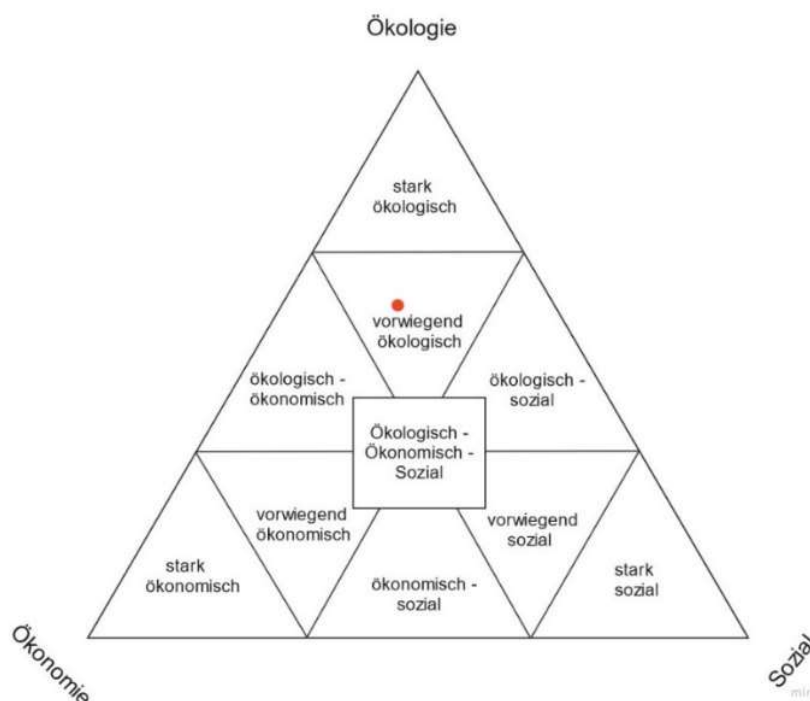 Ökologie
stark
ökologisch
vorwiegend
ökologisch
ökologisch -
ökonomisch
ökologisch -
sozial
Ökologisch -
Ökonomisch -
Sozial
vorwiegend
ökonomisch
vorwiegend
sozial
stark
ökonomisch
ökonomisch -
sozial
stark
sozial
Ökonomie
Sozial